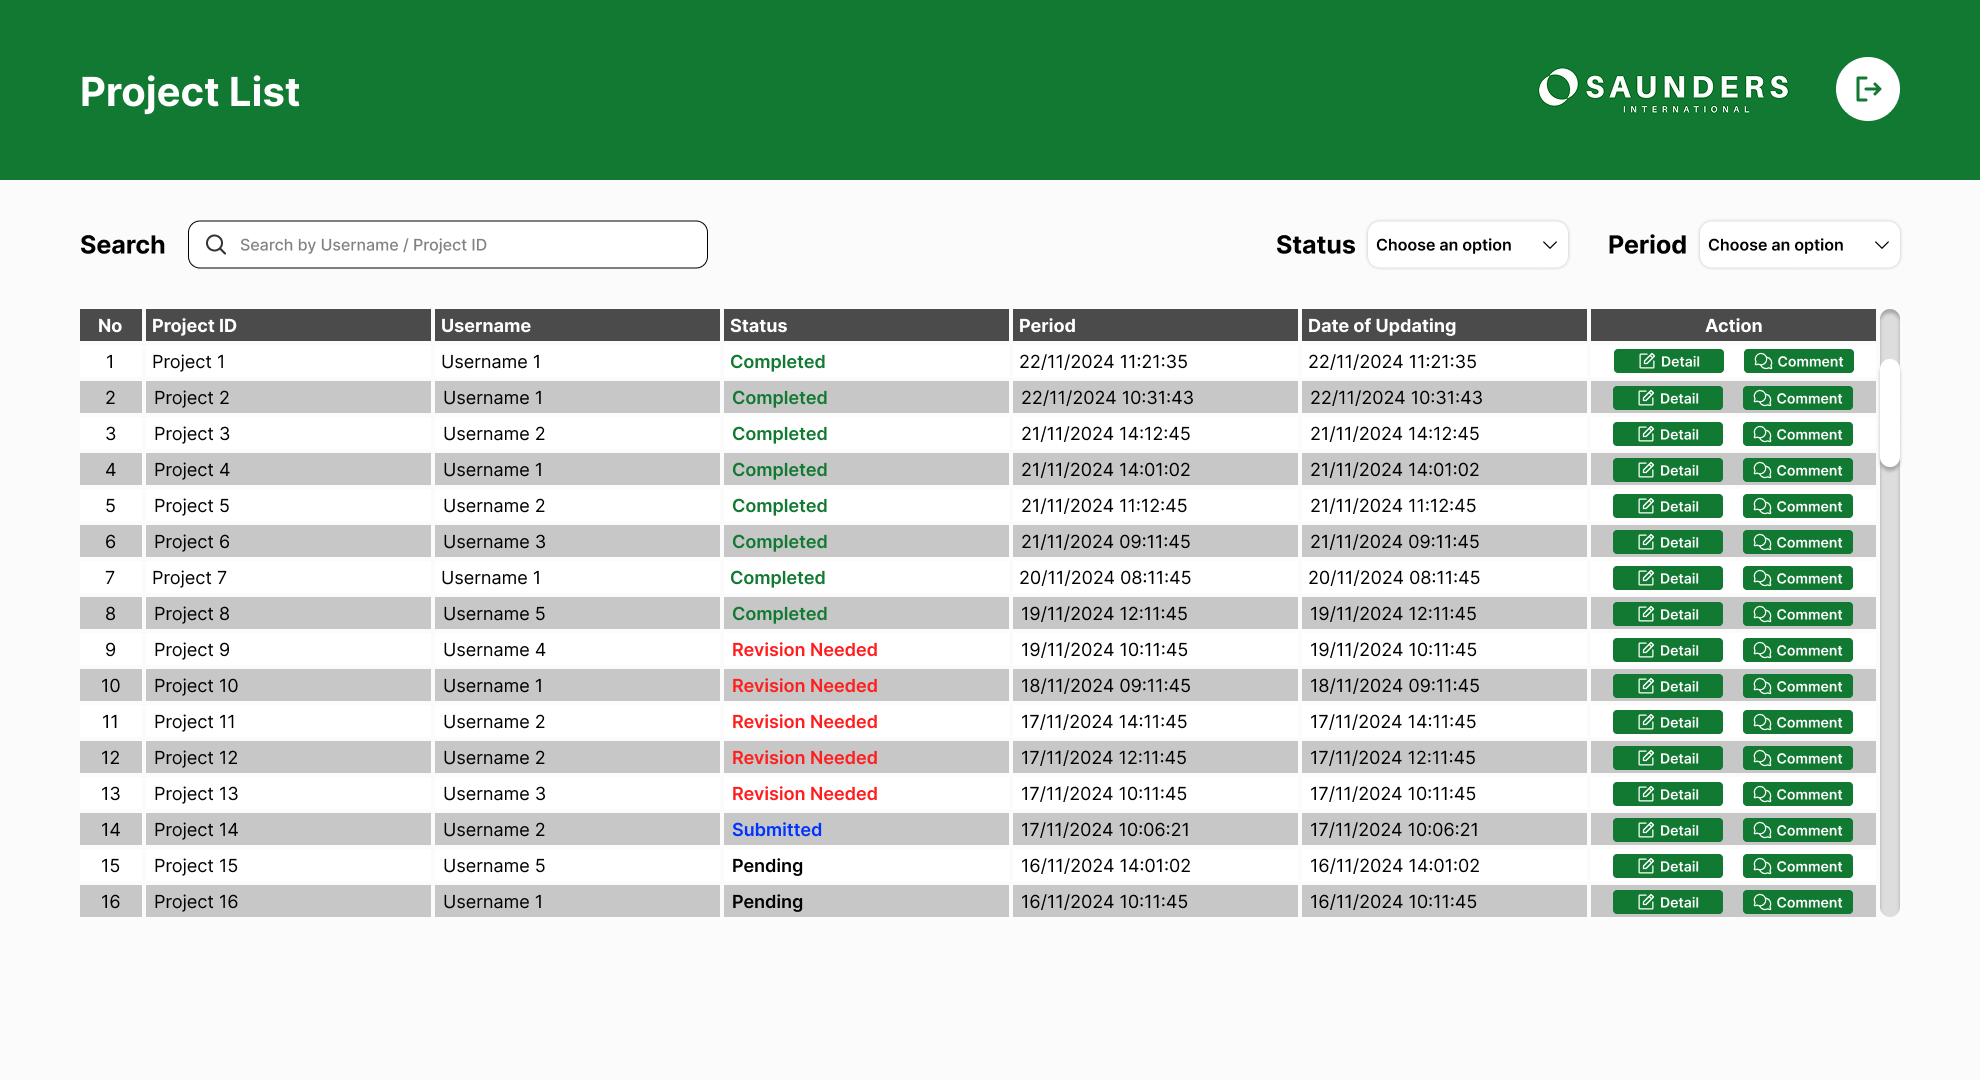 Project List
SAUNDERS
INTERNATIONAL
Search
Search by Username / Project ID
Status
Choose an option
Period
Choose an option
No Project ID Username Status Period Date of Updating Action
1 Project 1 Username 1 Completed 22/11/2024 11:21:35 22/11/2024 11:21:35 Detail Comment
2 Project 2 Username 1 Completed 22/11/2024 10:31:43 22/11/2024 10:31:43 Detail Comment
3 Project 3 Username 2 Completed 21/11/2024 14:12:45 21/11/2024 14:12:45 Detail Comment
4 Project 4 Username 1 Completed 21/11/2024 14:01:02 21/11/2024 14:01:02 Detail Comment
5 Project 5 Username 2 Completed 21/11/2024 11:12:45 21/11/2024 11:12:45 Detail Comment
6 Project 6 Username 3 Completed 21/11/2024 09:11:45 21/11/2024 09:11:45 Detail Comment
7 Project 7 Username 1 Completed 20/11/2024 08:11:45 20/11/2024 08:11:45 Detail Comment
8 Project 8 Username 5 Completed 19/11/2024 12:11:45 19/11/2024 12:11:45 Detail Comment
9 Project 9 Username 4 Revision Needed 19/11/2024 10:11:45 19/11/2024 10:11:45 Detail Comment
10 Project 10 Username 1 Revision Needed 18/11/2024 09:11:45 18/11/2024 09:11:45 Detail Comment
11 Project 11 Username 2 Revision Needed 17/11/2024 14:11:45 17/11/2024 14:11:45 Detail Comment
12 Project 12 Username 2 Revision Needed 17/11/2024 12:11:45 17/11/2024 12:11:45 Detail Comment
13 Project 13 Username 3 Revision Needed 17/11/2024 10:11:45 17/11/2024 10:11:45 Detail Comment
14 Project 14 Username 2 Submitted 17/11/2024 10:06:21 17/11/2024 10:06:21 Detail Comment
15 Project 15 Username 5 Pending 16/11/2024 14:01:02 16/11/2024 14:01:02 Detail Comment
16 Project 16 Username 1 Pending 16/11/2024 10:11:45 16/11/2024 10:11:45 Detail Comment